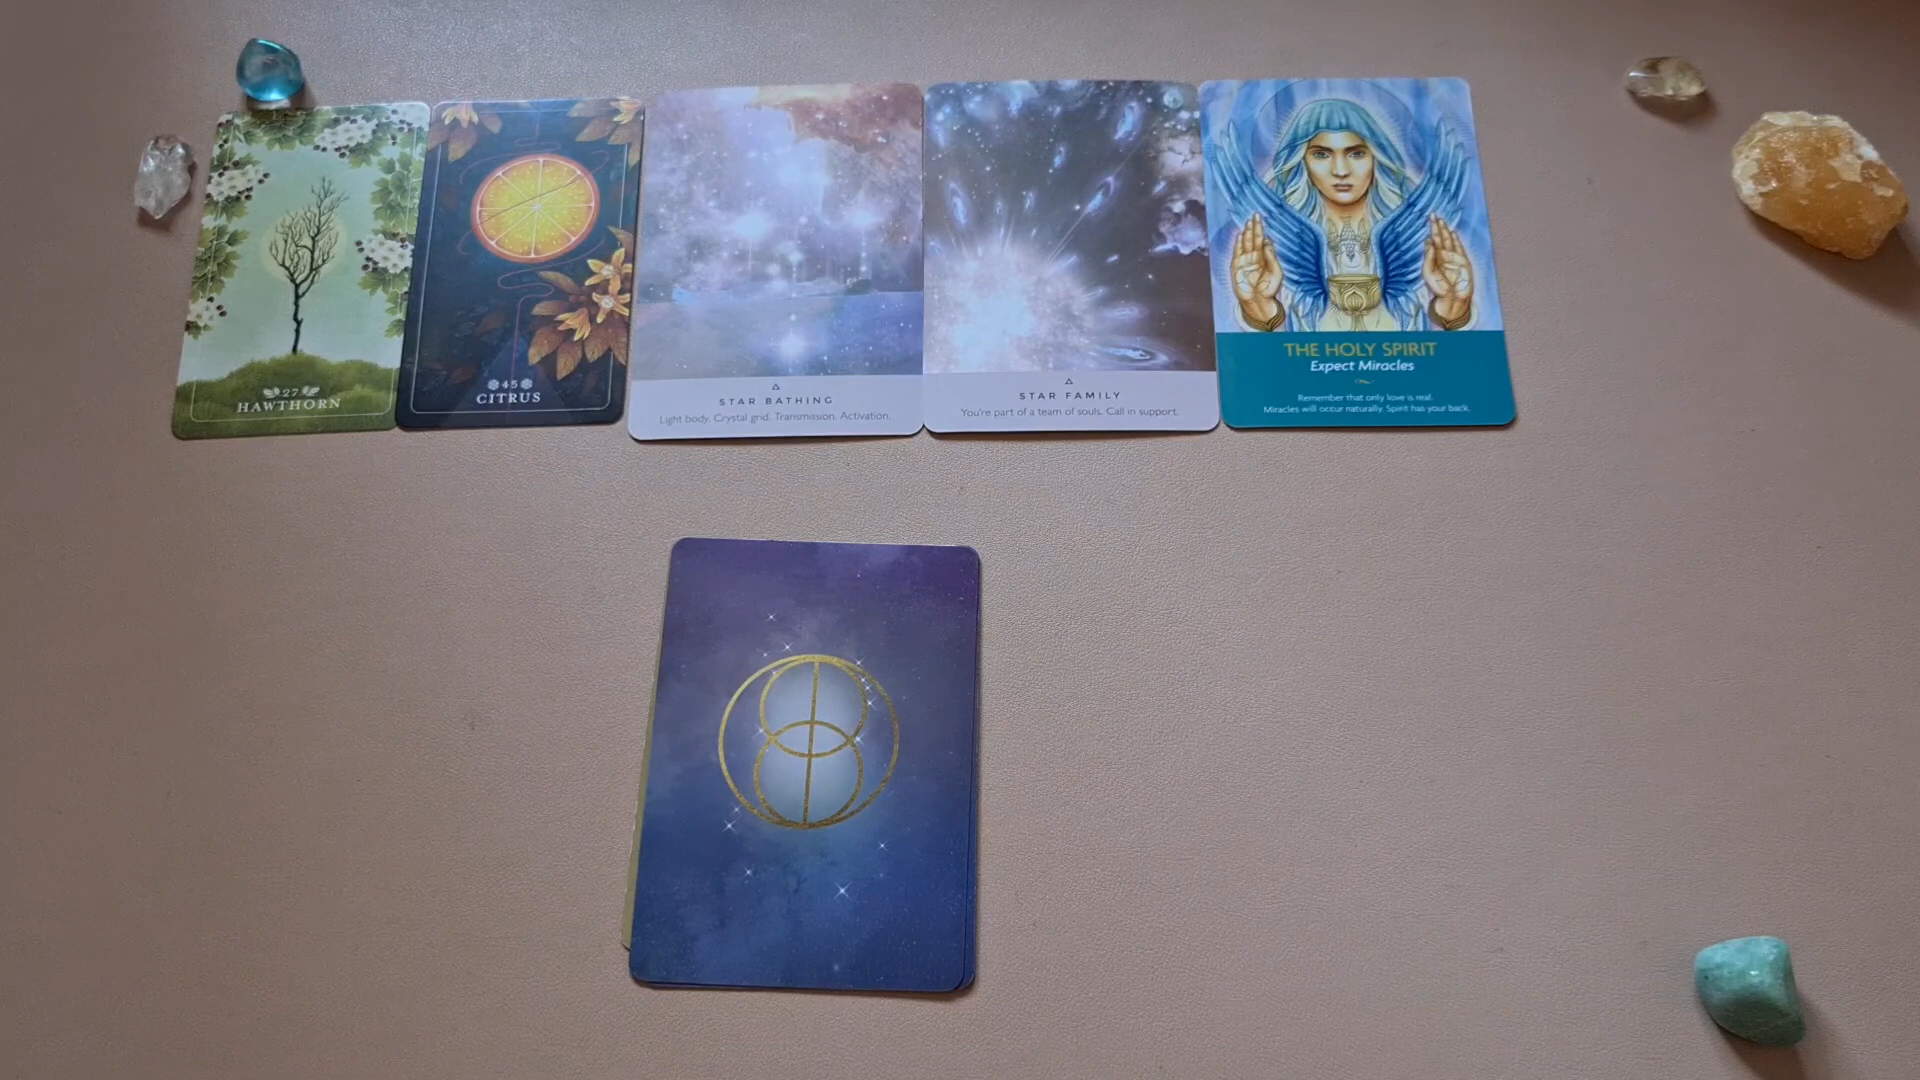 27
HAWTHORN
45
CITRUS
STAR BATHING
Light body. Crystal grid. Transmission. Activation.
STAR FAMILY
You're part of a team of souls. Call in support.
THE HOLY SPIRIT
Expect Miracles
Remember that only love is real.
Miracles will occur naturally. Spirit has your back.